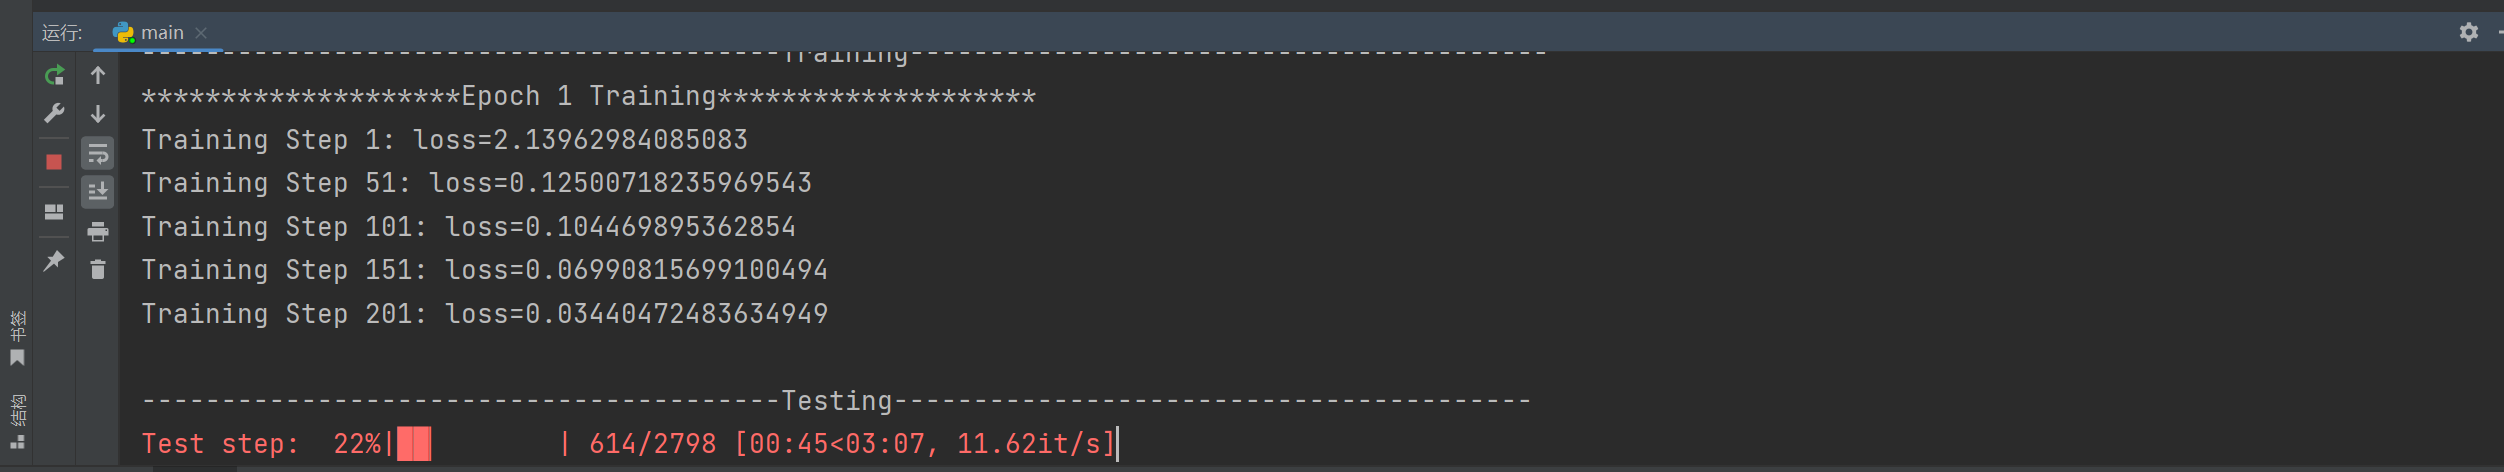 运行:
main
---------------------------------------Training----------------------------------------
********************Epoch 1 Training********************
Training Step 1: loss=2.13962984085083
Training Step 51: loss=0.12500718235969543
Training Step 101: loss=0.104469895362854
Training Step 151: loss=0.06990815699100494
Training Step 201: loss=0.03440472483634949
----------------------------------------Testing----------------------------------------
Test step:  22%|██▏       | 614/2798 [00:45<03:07, 11.62it/s]
书签
结构